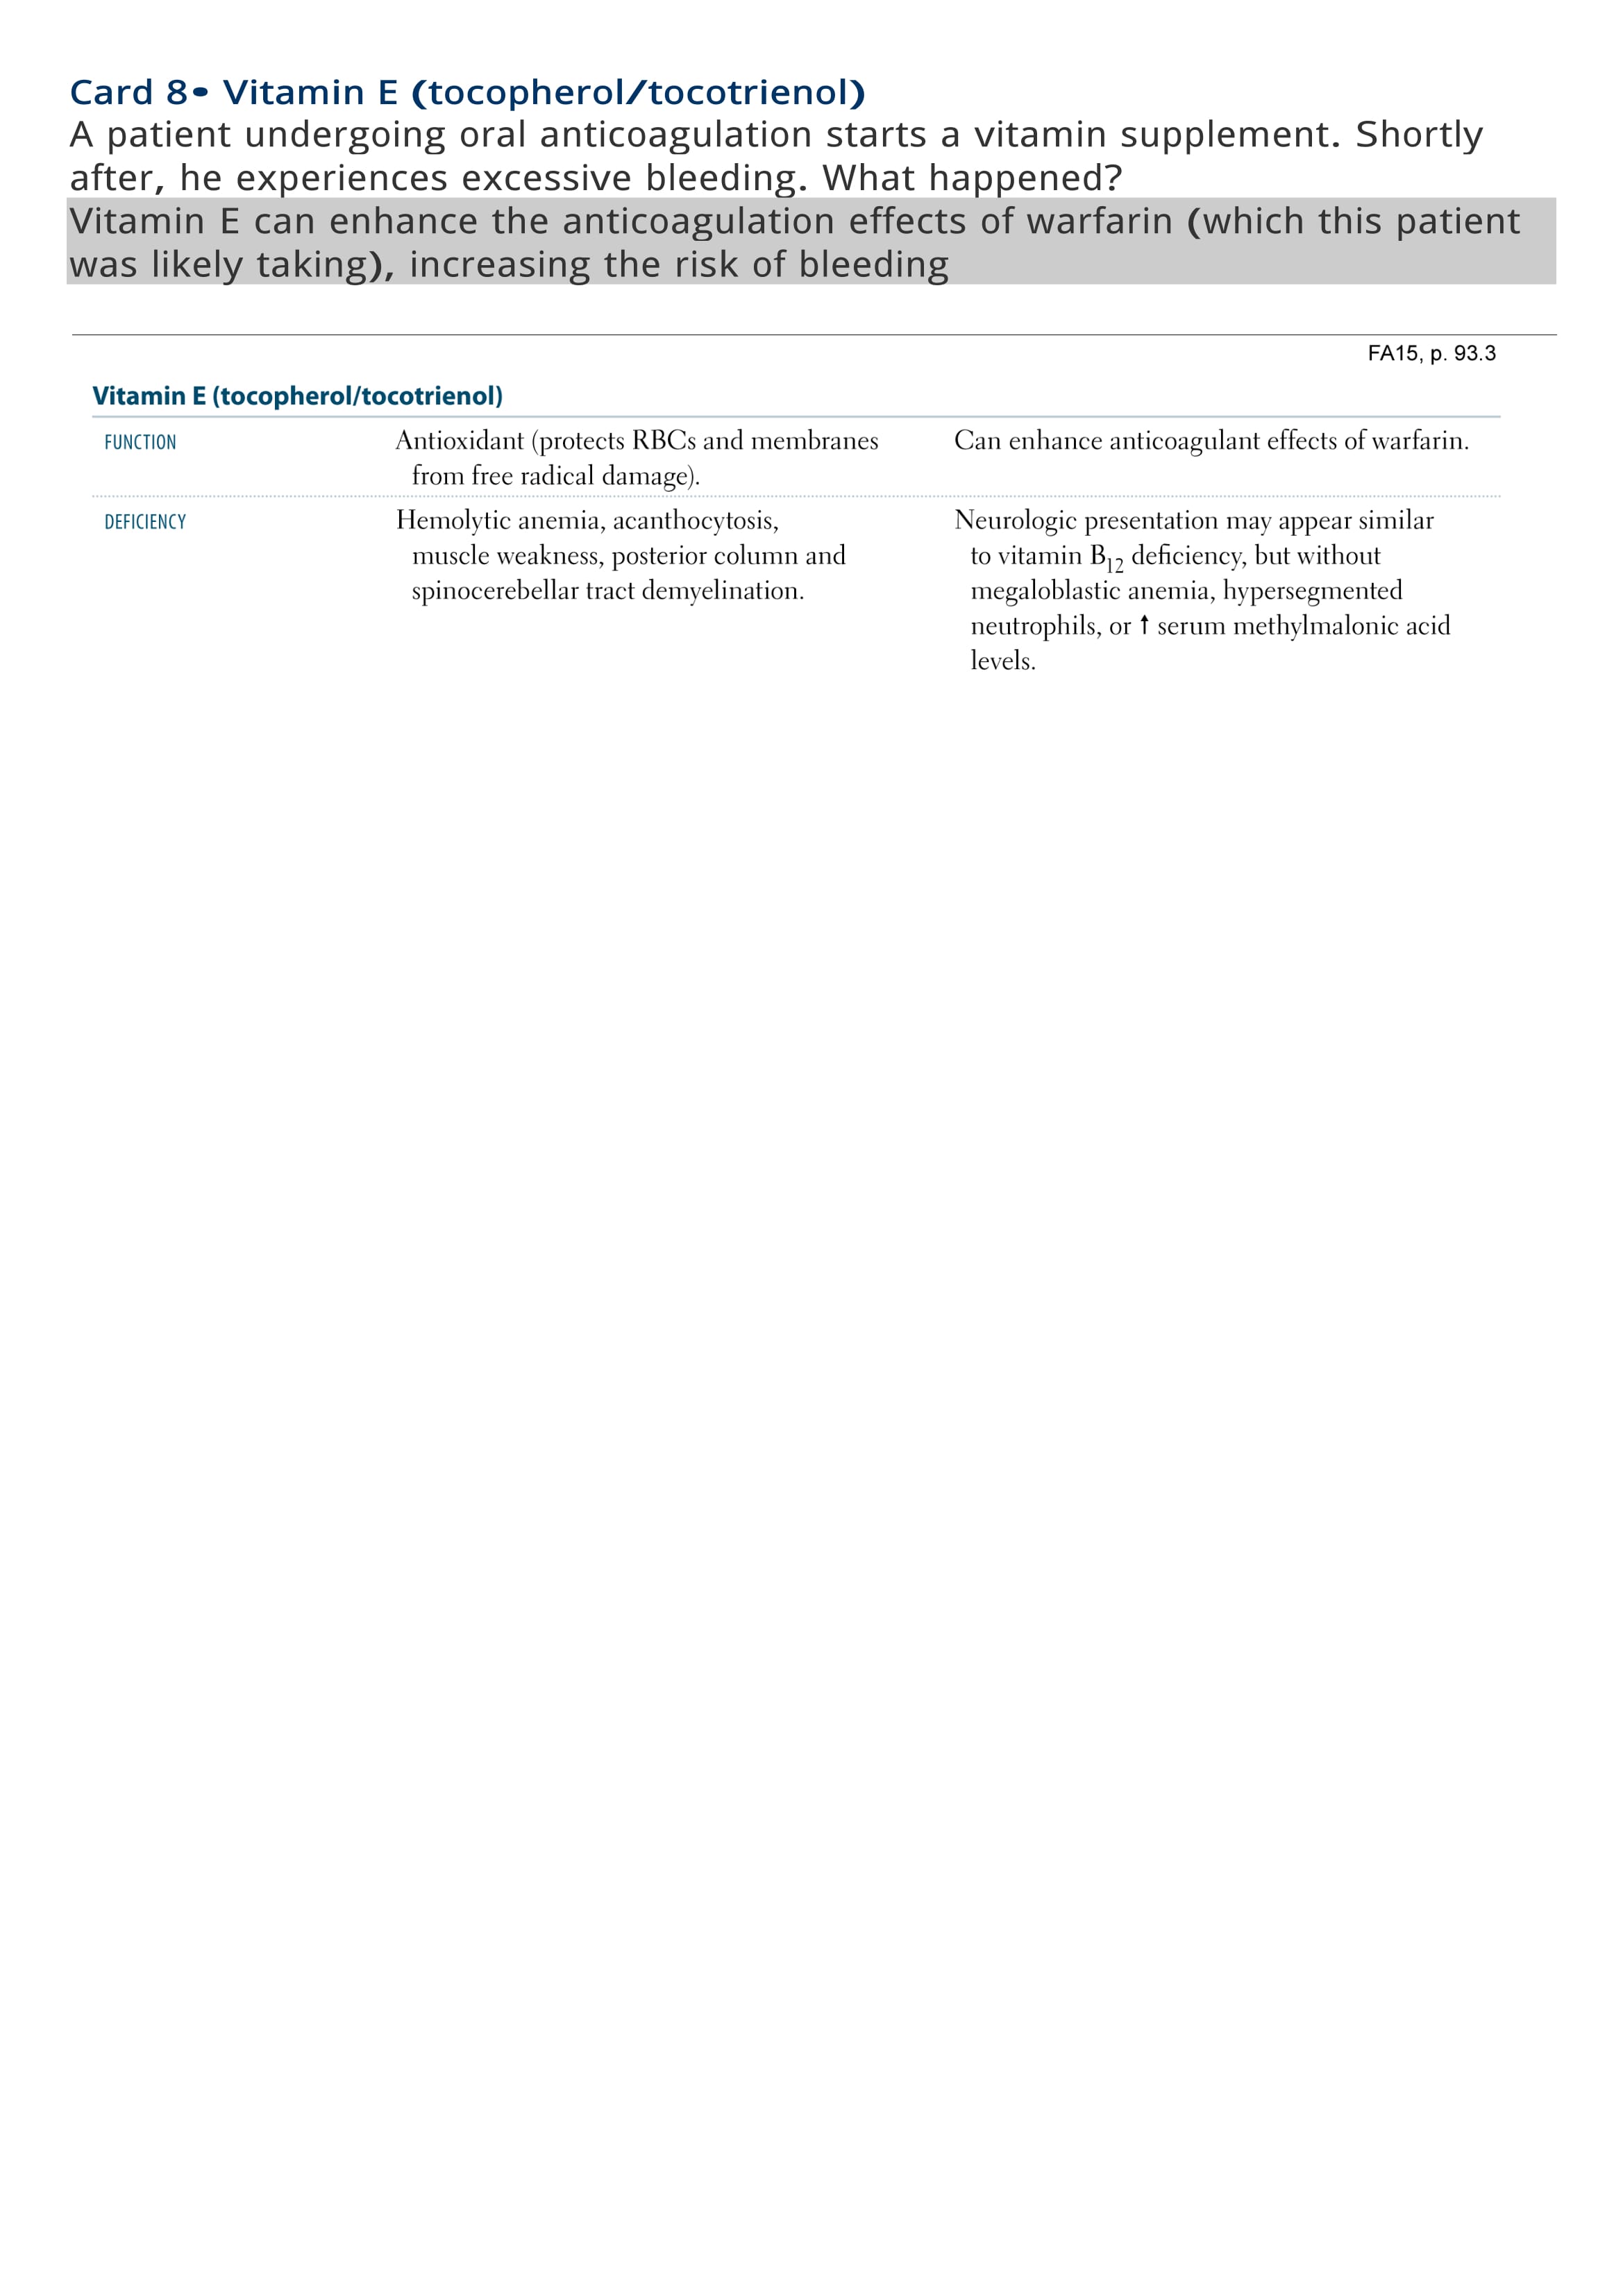 Card 8• Vitamin E (tocopherol/tocotrienol)
A patient undergoing oral anticoagulation starts a vitamin supplement. Shortly
after, he experiences excessive bleeding. What happened?
Vitamin E can enhance the anticoagulation effects of warfarin (which this patient
was likely taking), increasing the risk of bleeding
FA15, p. 93.3
Vitamin E (tocopherol/tocotrienol)
FUNCTION
Antioxidant (protects RBCs and membranes
from free radical damage).
Can enhance anticoagulant effects of warfarin.
DEFICIENCY
Hemolytic anemia, acanthocytosis,
muscle weakness, posterior column and
spinocerebellar tract demyelination.
Neurologic presentation may appear similar
to vitamin B12 deficiency, but without
megaloblastic anemia, hypersegmented
neutrophils, or ↑ serum methylmalonic acid
levels.